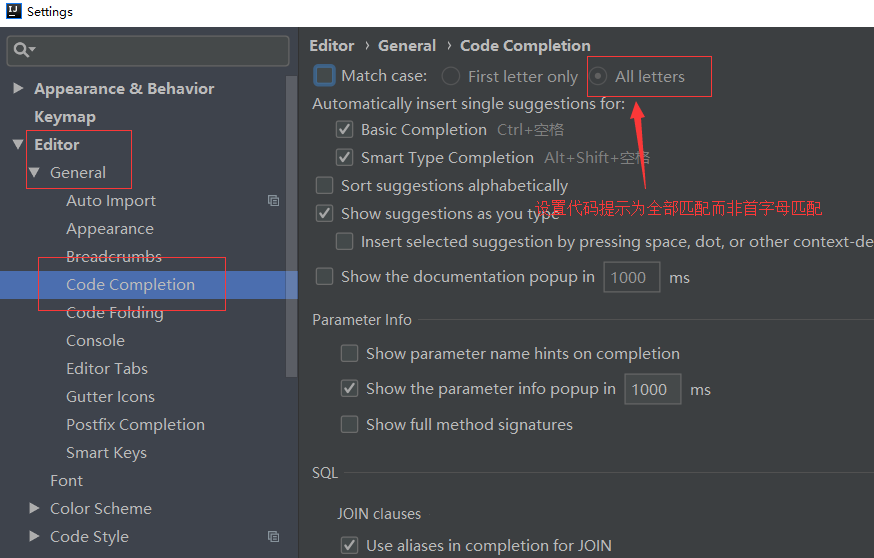 Settings
Appearance & Behavior
Keymap
Editor
General
Auto Import
Appearance
Breadcrumbs
Code Completion
Code Folding
Console
Editor Tabs
Gutter Icons
Postfix Completion
Smart Keys
Font
Color Scheme
Code Style
Editor › General › Code Completion
Match case: First letter only All letters
Automatically insert single suggestions for:
Basic Completion Ctrl+空格
Smart Type Completion Alt+Shift+空格
Sort suggestions alphabetically
设置代码提示为全部匹配而非首字母匹配
Show suggestions as you type
Insert selected suggestion by pressing space, dot, or other context-de
Show the documentation popup in 1000 ms
Parameter Info
Show parameter name hints on completion
Show the parameter info popup in 1000 ms
Show full method signatures
SQL
JOIN clauses
Use aliases in completion for JOIN